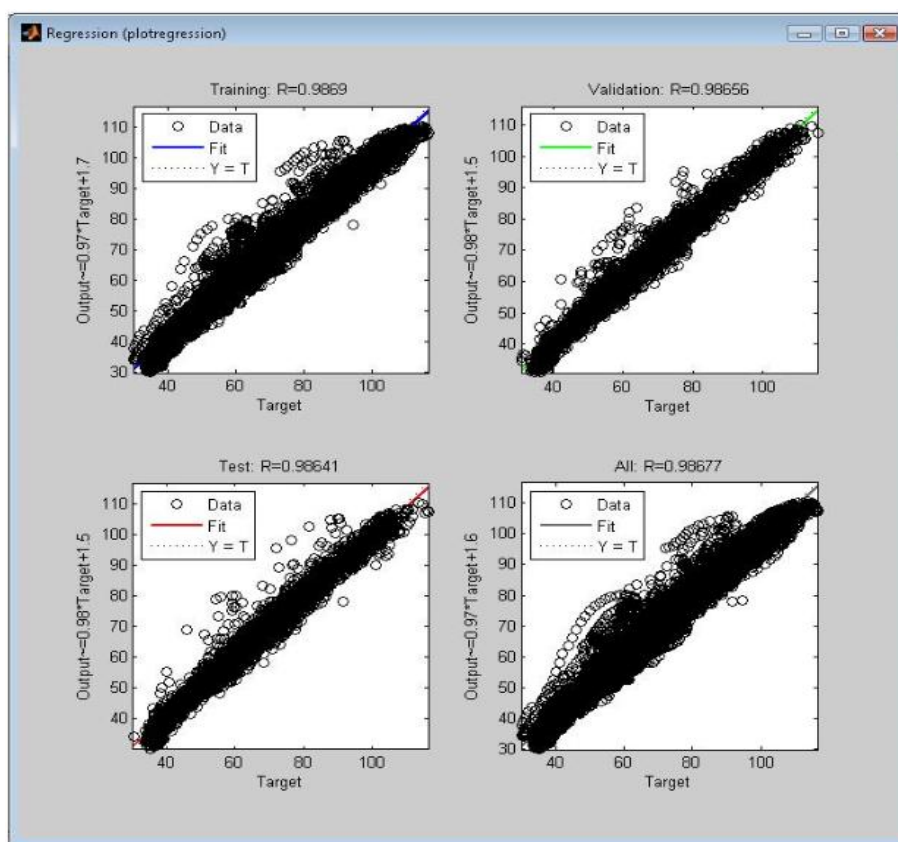 Regression (plotregression)
Training: R=0.9869
Output~=0.97*Target+1.7
110
100
90
80
70
60
50
40
30
Data
Fit
Y = T
40
60
80
100
Target
Validation: R=0.98656
Output~=0.98*Target+1.5
110
100
90
80
70
60
50
40
Data
Fit
Y = T
40
60
80
100
Target
Test: R=0.98641
Output~=0.98*Target+1.5
110
100
90
80
70
60
50
40
Data
Fit
Y = T
40
60
80
100
Target
All: R=0.98677
Output~=0.97*Target+1.6
110
100
90
80
70
60
50
40
30
Data
Fit
Y = T
40
60
80
100
Target